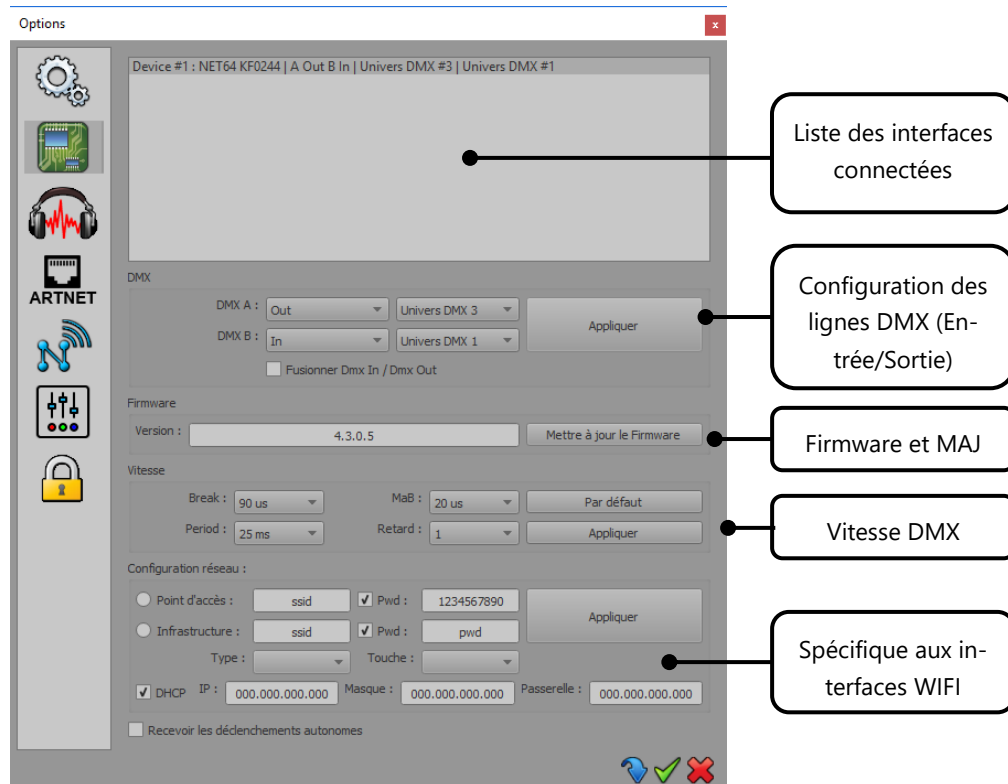 Options
x
Device #1 : NET64 KF0244 | A Out B In | Univers DMX #3 | Univers DMX #1
Liste des interfaces
connectées
ARTNET
DMX
DMX A : Out Univers DMX 3 Appliquer
DMX B : In Univers DMX 1
Fusionner Dmx In / Dmx Out
Configuration des
lignes DMX (En-
trée/Sortie)
Firmware
Version : 4.3.0.5 Mettre à jour le Firmware
Firmware et MAJ
Vitesse
Break : 90 us MaB : 20 us Par défaut
Period : 25 ms Retard : 1 Appliquer
Vitesse DMX
Configuration réseau :
Point d'accès : ssid Pwd : 1234567890 Appliquer
Infrastructure : ssid Pwd : pwd
Type : Touche :
DHCP IP : 000.000.000.000 Masque : 000.000.000.000 Passerelle : 000.000.000.000
Spécifique aux in-
terfaces WIFI
Recevoir les déclenchements autonomes